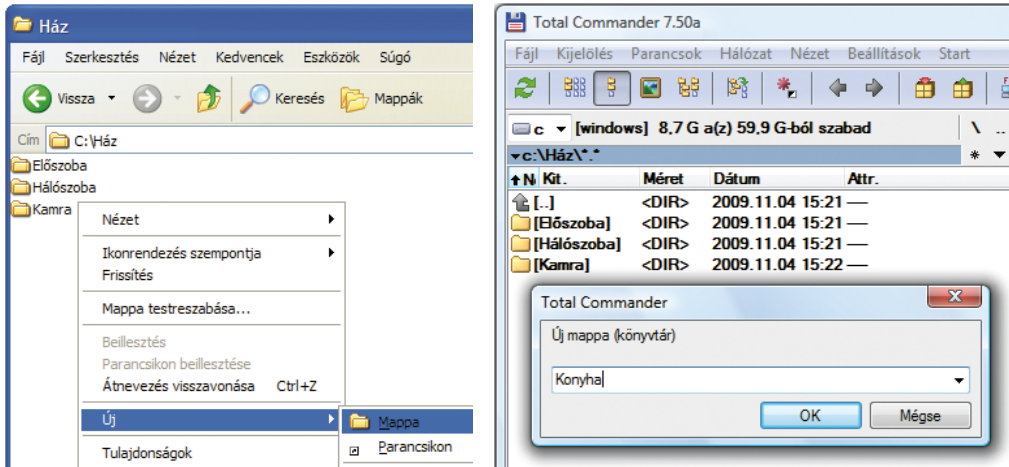 Ház
Fájl Szerkesztés Nézet Kedvencek Eszközök Súgó
Vissza Keresés Mappák
Cím C:\Ház
Előszoba
Hálószoba
Kamra
Nézet
Ikonrendezés szempontja
Frissítés
Mappa testreszabása...
Beillesztés
Parancsikon beillesztése
Átnevezés visszavonása Ctrl+Z
Új
Mappa
Parancsikon
Tulajdonságok
Total Commander 7.50a
Fájl Kijelölés Parancsok Hálózat Nézet Beállítások Start
c [windows] 8,7 G a(z) 59,9 G-ból szabad \ ..
c:\Ház\*.* *
Kit. Méret Dátum Attr.
[..] <DIR> 2009.11.04 15:21 —
[Előszoba] <DIR> 2009.11.04 15:21 —
[Hálószoba] <DIR> 2009.11.04 15:21 —
[Kamra] <DIR> 2009.11.04 15:22 —
Total Commander
Új mappa (könyvtár)
Konyha
OK Mégse